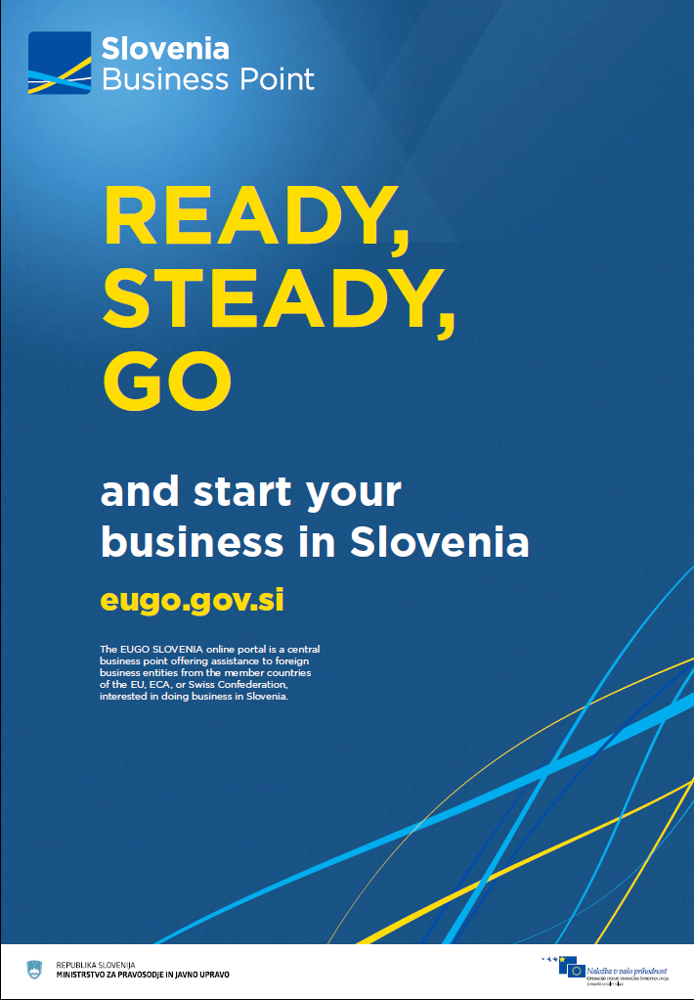 Slovenia
Business Point
READY,
STEADY,
GO
and start your
business in Slovenia
eugo.gov.si
The EUGO SLOVENIA online portal is a central
business point offering assistance to foreign
business entities from the member countries
of the EU, ECA, or Swiss Confederation,
interested in doing business in Slovenia.
REPUBLIKA SLOVENIJA
MINISTRSTVO ZA PRAVOSODJE IN JAVNO UPRAVO
Naložba v vašo prihodnost